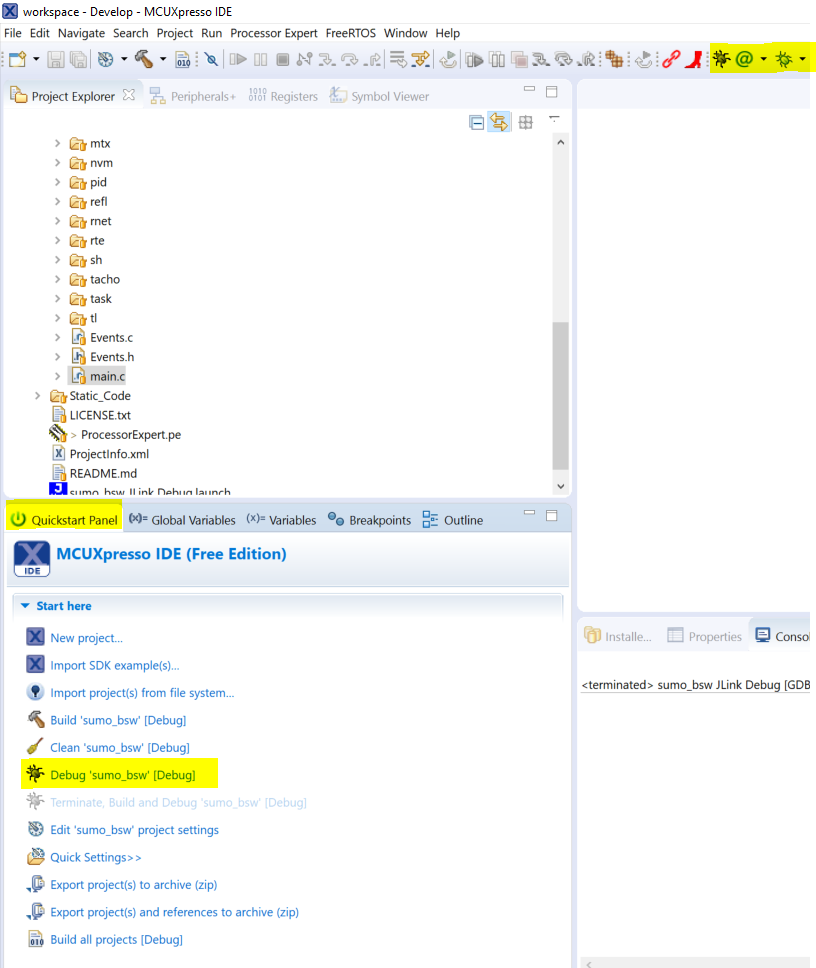 workspace - Develop - MCUXpresso IDE
File Edit Navigate Search Project Run Processor Expert FreeRTOS Window Help
Project Explorer Peripherals+ Registers Symbol Viewer
mtx
nvm
pid
refl
rnet
rte
sh
tacho
task
tl
Events.c
Events.h
main.c
Static_Code
LICENSE.txt
> ProcessorExpert.pe
ProjectInfo.xml
README.md
sumo_bsw JLink Debug.launch
Quickstart Panel (x)= Global Variables (x)= Variables Breakpoints Outline
IDE
MCUXpresso IDE (Free Edition)
Start here
New project...
Import SDK example(s)...
Import project(s) from file system...
Build 'sumo_bsw' [Debug]
Clean 'sumo_bsw' [Debug]
Debug 'sumo_bsw' [Debug]
Terminate, Build and Debug 'sumo_bsw' [Debug]
Edit 'sumo_bsw' project settings
Quick Settings>>
Export project(s) to archive (zip)
Export project(s) and references to archive (zip)
Build all projects [Debug]
Installe... Properties Conso
<terminated> sumo_bsw JLink Debug [GDB